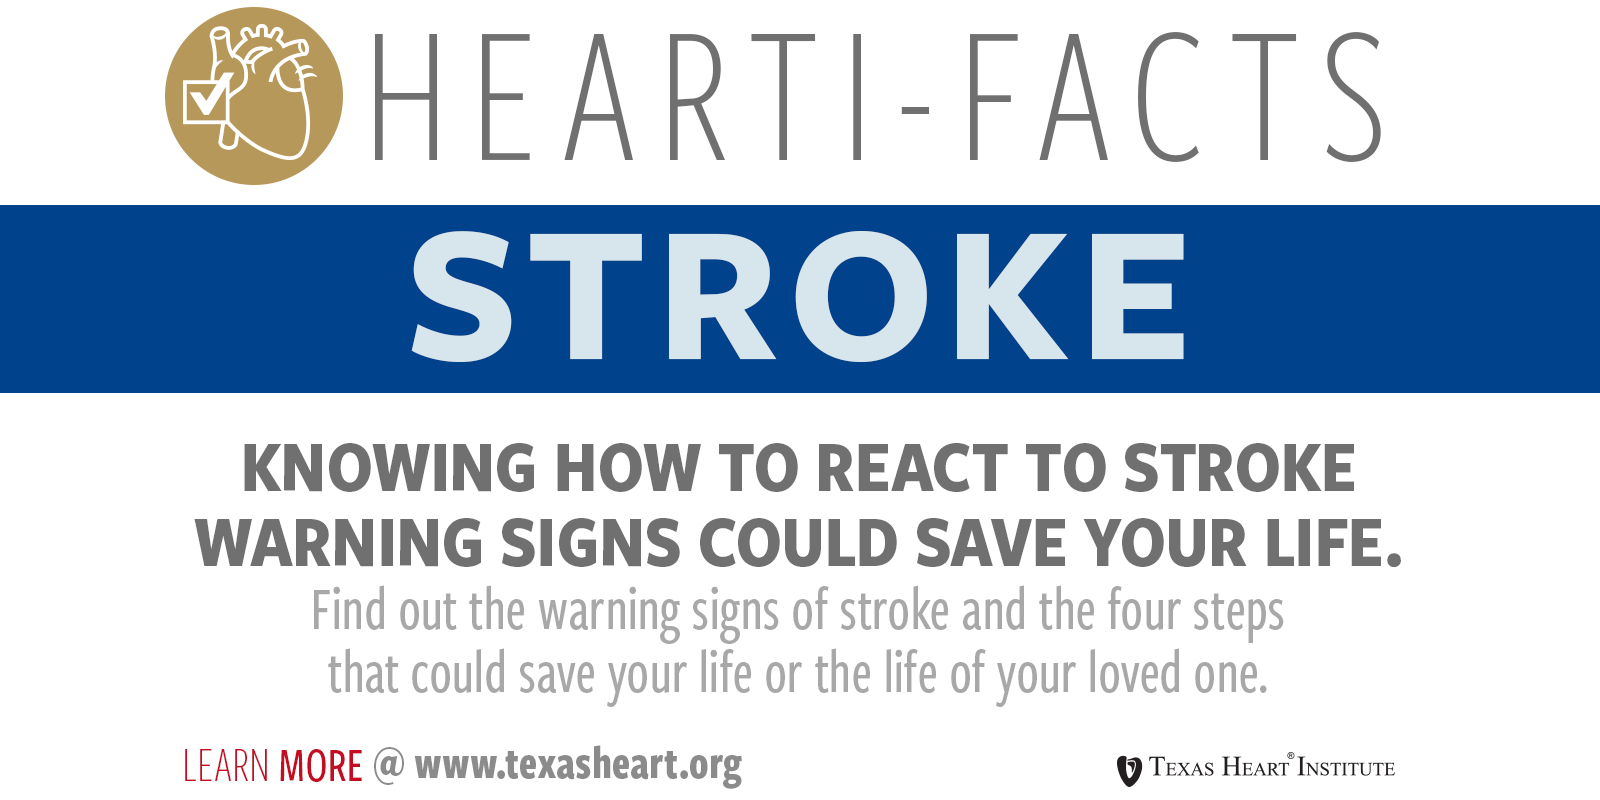 HEARTI-FACTS
STROKE
KNOWING HOW TO REACT TO STROKE
WARNING SIGNS COULD SAVE YOUR LIFE.
Find out the warning signs of stroke and the four steps
that could save your life or the life of your loved one.
LEARN MORE @ www.texasheart.org
TEXAS HEART® INSTITUTE